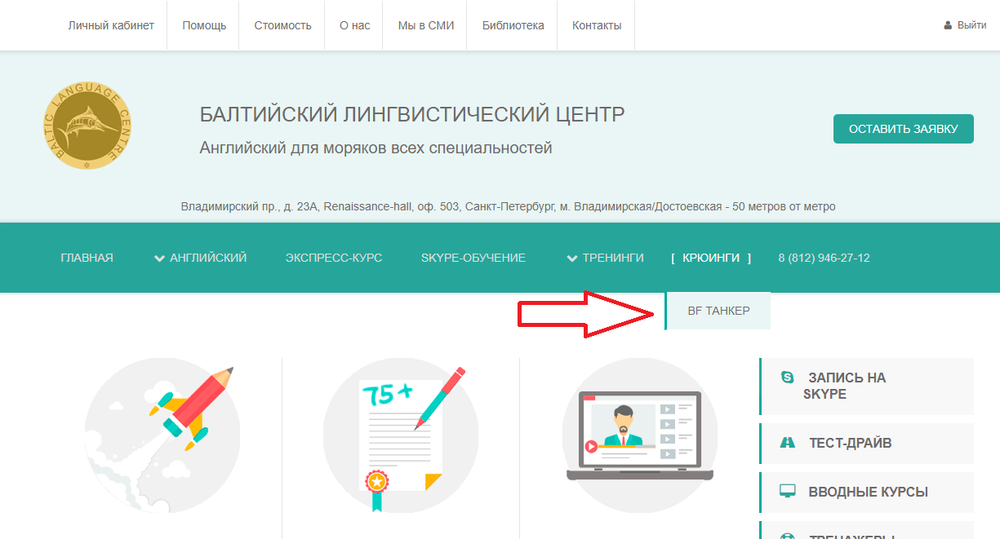 Личный кабинет
Помощь
Стоимость
О нас
Мы в СМИ
Библиотека
Контакты
Выйти
BALTIC LANGUAGE CENTRE
БАЛТИЙСКИЙ ЛИНГВИСТИЧЕСКИЙ ЦЕНТР
Английский для моряков всех специальностей
ОСТАВИТЬ ЗАЯВКУ
Владимирский пр., д. 23А, Renaissance-hall, оф. 503, Санкт-Петербург, м. Владимирская/Достоевская - 50 метров от метро
ГЛАВНАЯ
АНГЛИЙСКИЙ
ЭКСПРЕСС-КУРС
SKYPE-ОБУЧЕНИЕ
ТРЕНИНГИ
[ КРЮИНГИ ]
8 (812) 946-27-12
BF ТАНКЕР
75+
ЗАПИСЬ НА
SKYPE
ТЕСТ-ДРАЙВ
ВВОДНЫЕ КУРСЫ
ТРЕНАЖЕРЫ